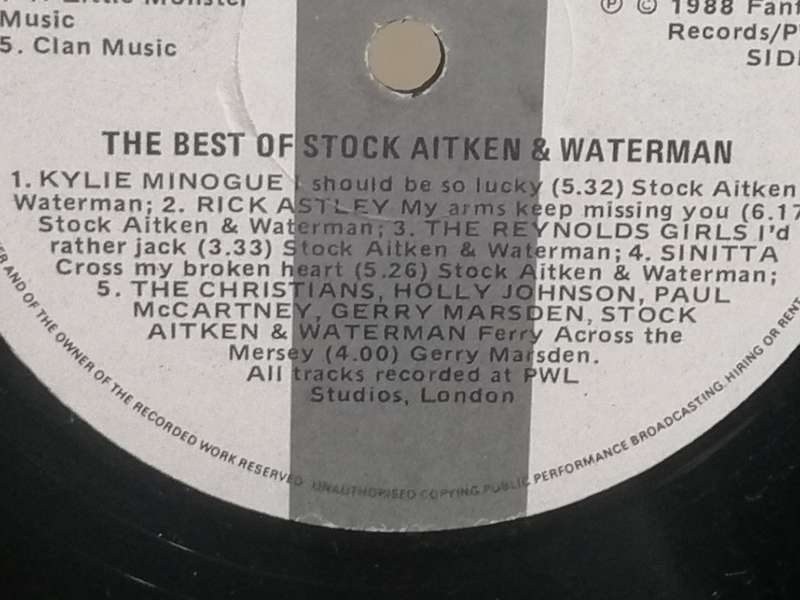 Music
5. Clan Music
℗ © 1988
Records/
THE BEST OF STOCK AITKEN & WATERMAN
1. KYLIE MINOGUE I should be so lucky (5.32) Stock Aitken
Waterman; 2. RICK ASTLEY My arms keep missing you (6.17
Stock Aitken & Waterman; 3. THE REYNOLDS GIRLS I'd
rather jack (3.33) Stock Aitken & Waterman; 4. SINITTA
Cross my broken heart (5.26) Stock Aitken & Waterman;
5. THE CHRISTIANS, HOLLY JOHNSON, PAUL
McCARTNEY, GERRY MARSDEN, STOCK
AITKEN & WATERMAN Ferry Across the
Mersey (4.00) Gerry Marsden.
All tracks recorded at PWL
Studios, London
AND OF THE OWNER OF THE RECORDED WORK RESERVED UNAUTHORISED COPYING PUBLIC PERFORMANCE BROADCASTING, HIRING OR RENT